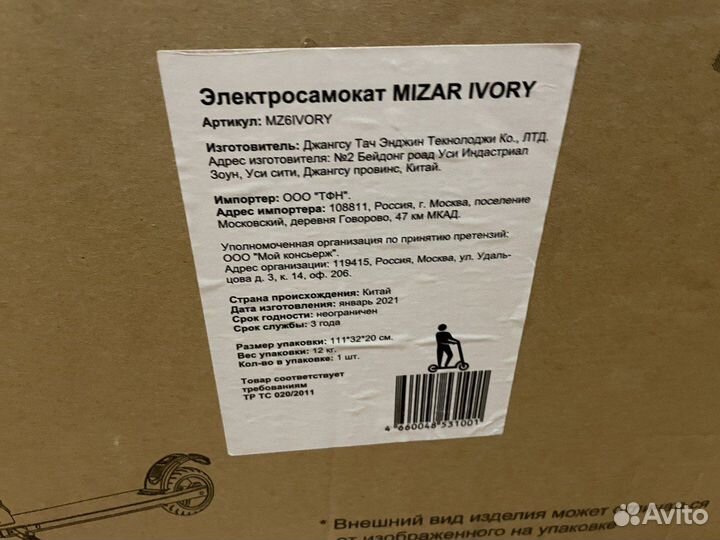 Электросамокат MIZAR IVORY
Артикул: MZ6IVORY
Изготовитель: Джангсу Тач Энджин Текнолоджи Ко., ЛТД.
Адрес изготовителя: №2 Бейдонг роад Уси Индастриал
Зоун, Уси сити, Джангсу провинс, Китай.
Импортер: ООО "ТФН".
Адрес импортера: 108811, Россия, г. Москва, поселение
Московский, деревня Говорово, 47 км МКАД.
Уполномоченная организация по принятию претензий:
ООО "Мой консьерж".
Адрес организации: 119415, Россия, Москва, ул. Удаль-
цова д. 3, к. 14, оф. 206.
Страна происхождения: Китай
Дата изготовления: январь 2021
Срок годности: неограничен
Срок службы: 3 года
Размер упаковки: 111*32*20 см.
Вес упаковки: 12 кг.
Кол-во в упаковке: 1 шт.
Товар соответствует
требованиям
ТР ТС 020/2011
4 660048 531001
* Внешний вид изделия может отличаться
от изображенного на упаковке
Avito